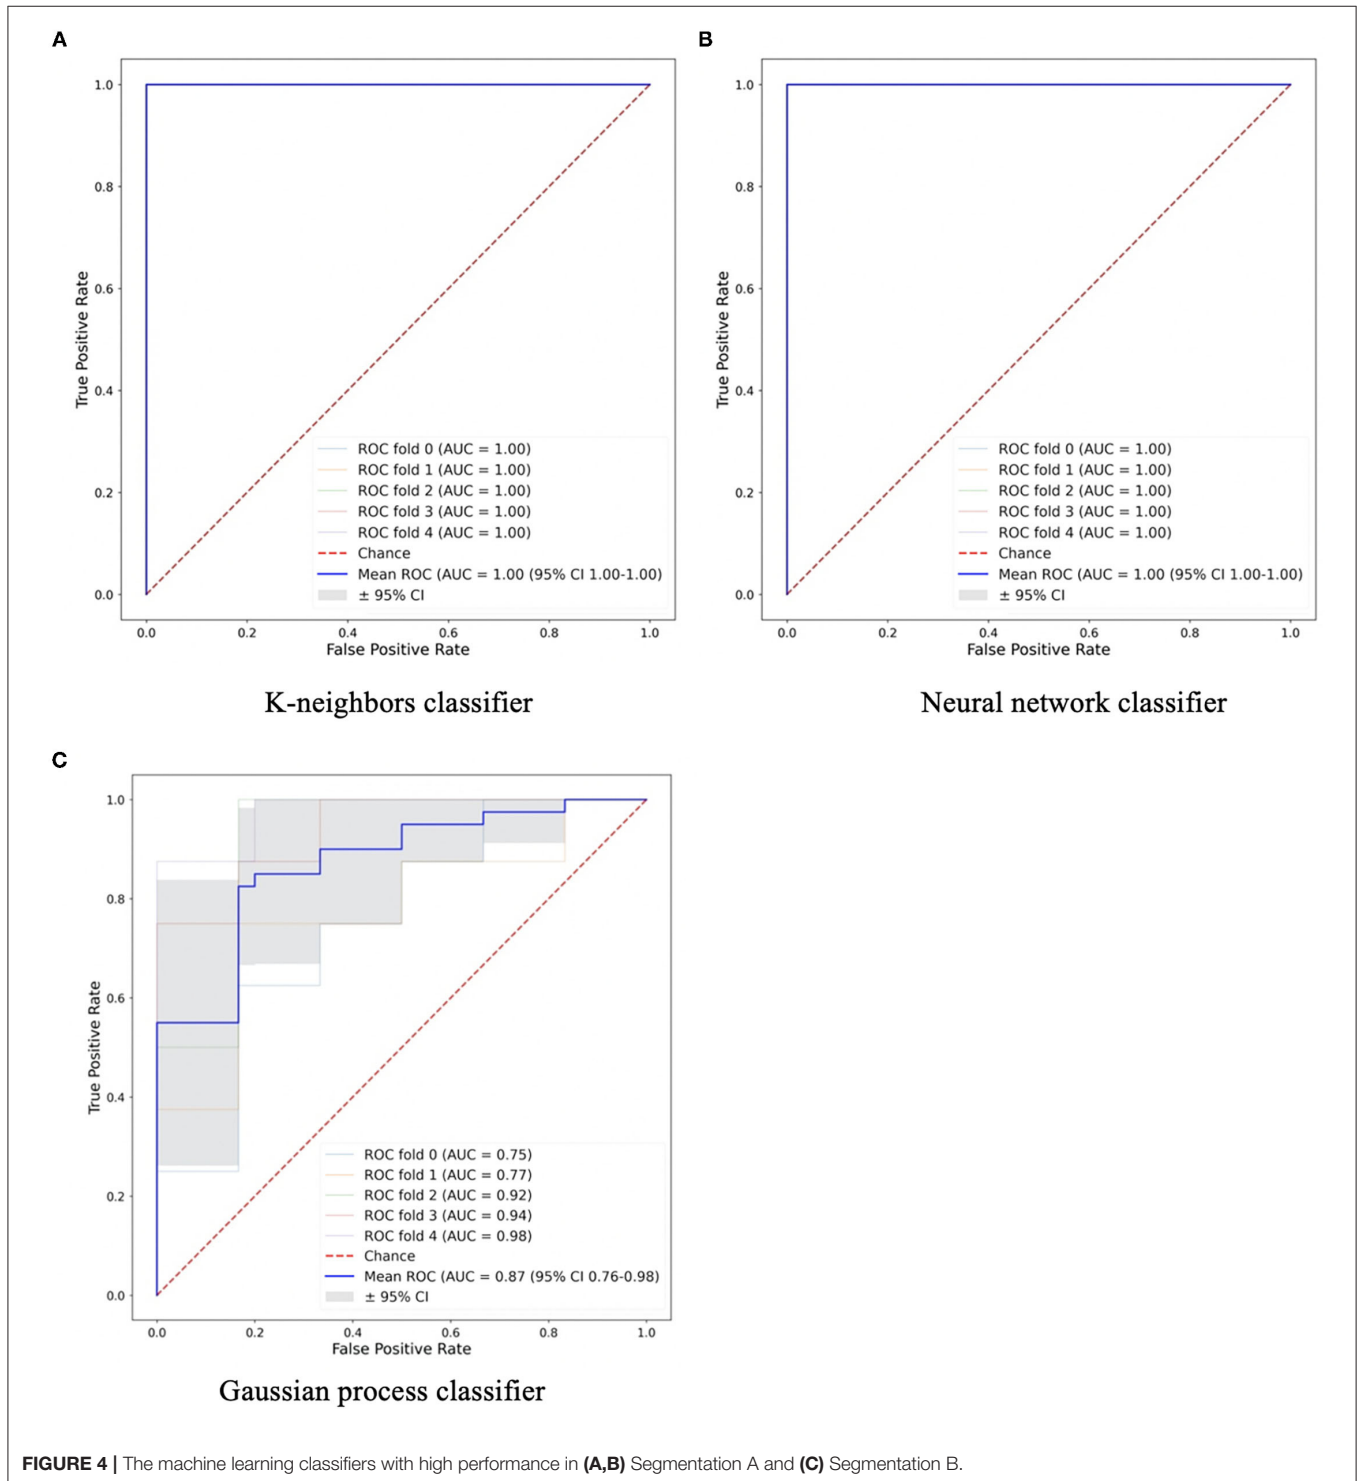 A
1.0
0.8
0.6
0.4
0.2
0.0
True Positive Rate
ROC fold 0 (AUC = 1.00)
ROC fold 1 (AUC = 1.00)
ROC fold 2 (AUC = 1.00)
ROC fold 3 (AUC = 1.00)
ROC fold 4 (AUC = 1.00)
Chance
Mean ROC (AUC = 1.00 (95% CI 1.00-1.00)
± 95% CI
0.0 0.2 0.4 0.6 0.8 1.0
False Positive Rate
K-neighbors classifier
B
1.0
0.8
0.6
0.4
0.2
0.0
True Positive Rate
ROC fold 0 (AUC = 1.00)
ROC fold 1 (AUC = 1.00)
ROC fold 2 (AUC = 1.00)
ROC fold 3 (AUC = 1.00)
ROC fold 4 (AUC = 1.00)
Chance
Mean ROC (AUC = 1.00 (95% CI 1.00-1.00)
± 95% CI
0.0 0.2 0.4 0.6 0.8 1.0
False Positive Rate
Neural network classifier
C
1.0
0.8
0.6
0.4
0.2
0.0
True Positive Rate
ROC fold 0 (AUC = 0.75)
ROC fold 1 (AUC = 0.77)
ROC fold 2 (AUC = 0.92)
ROC fold 3 (AUC = 0.94)
ROC fold 4 (AUC = 0.98)
Chance
Mean ROC (AUC = 0.87 (95% CI 0.76-0.98)
± 95% CI
0.0 0.2 0.4 0.6 0.8 1.0
False Positive Rate
Gaussian process classifier
FIGURE 4 | The machine learning classifiers with high performance in (A,B) Segmentation A and (C) Segmentation B.